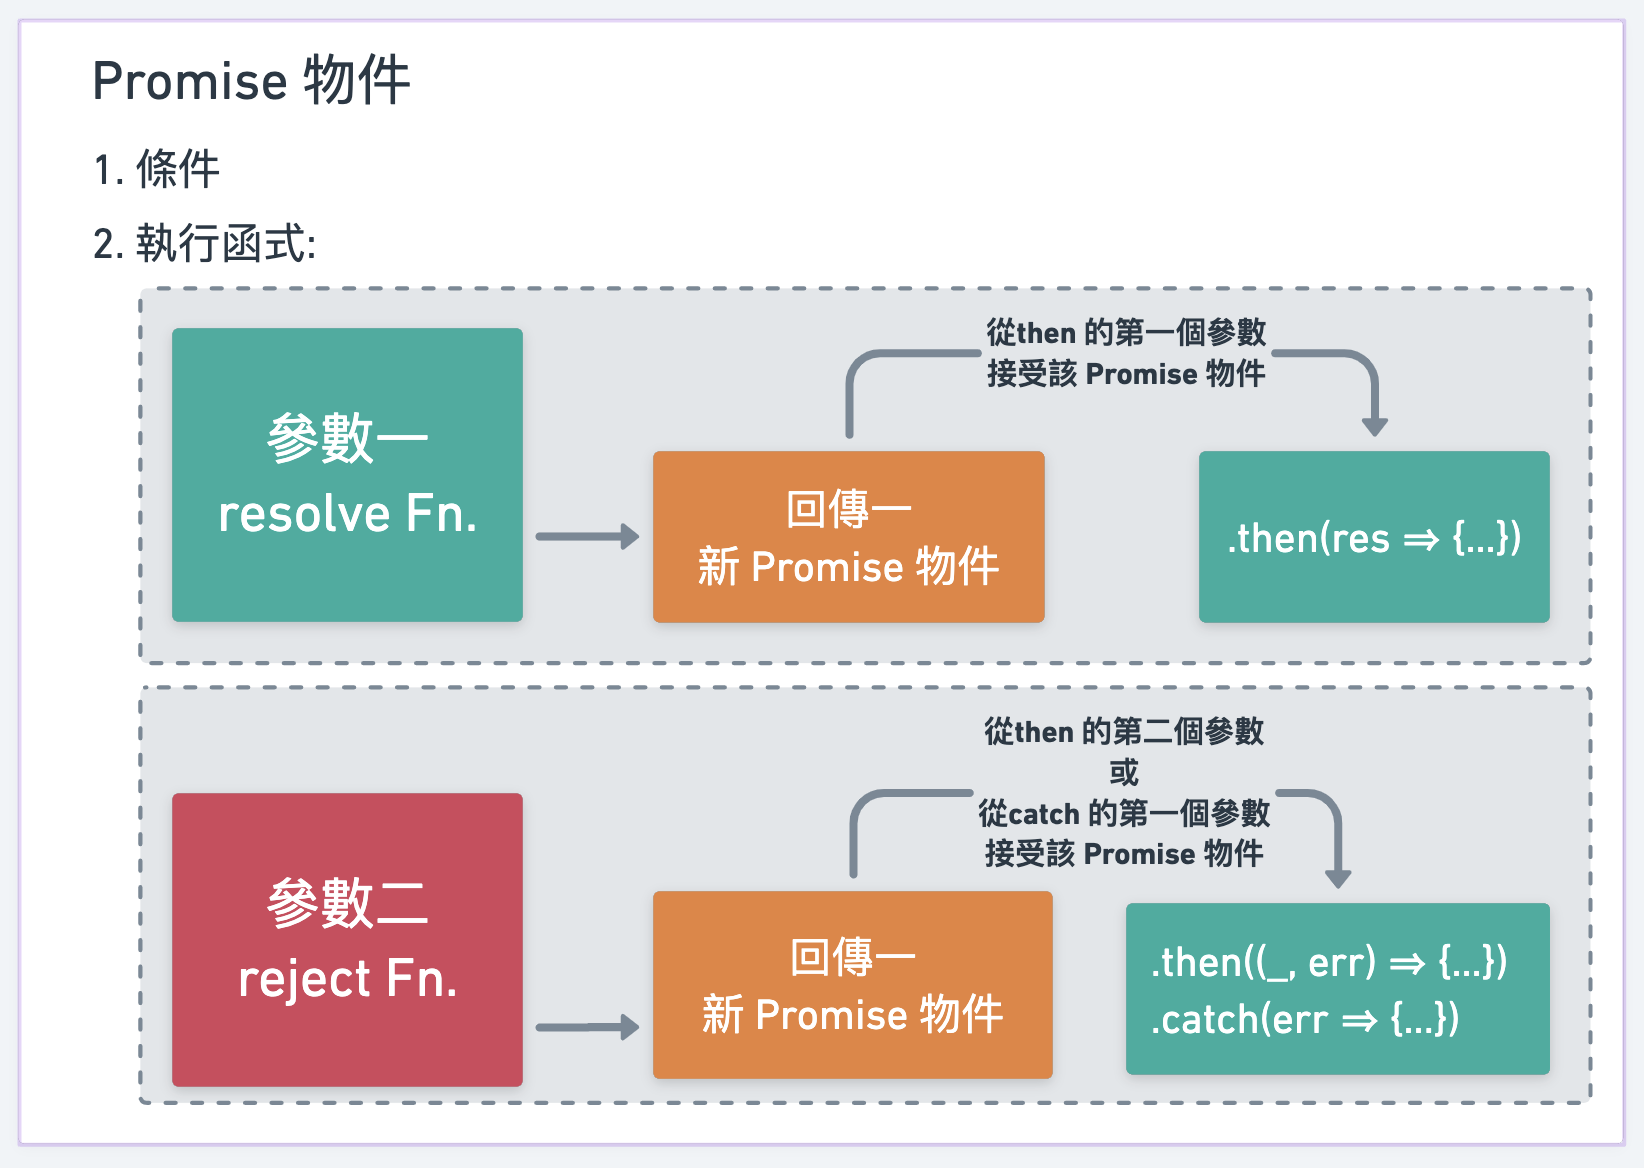 Promise 物件
1. 條件
2. 執行函式:
從then 的第一個參數
接受該 Promise 物件
參數一
resolve Fn.
回傳一
新 Promise 物件
.then(res ⇒ {...})
從then 的第二個參數
或
從catch 的第一個參數
接受該 Promise 物件
參數二
reject Fn.
回傳一
新 Promise 物件
.then((_, err) ⇒ {...})
.catch(err ⇒ {...})